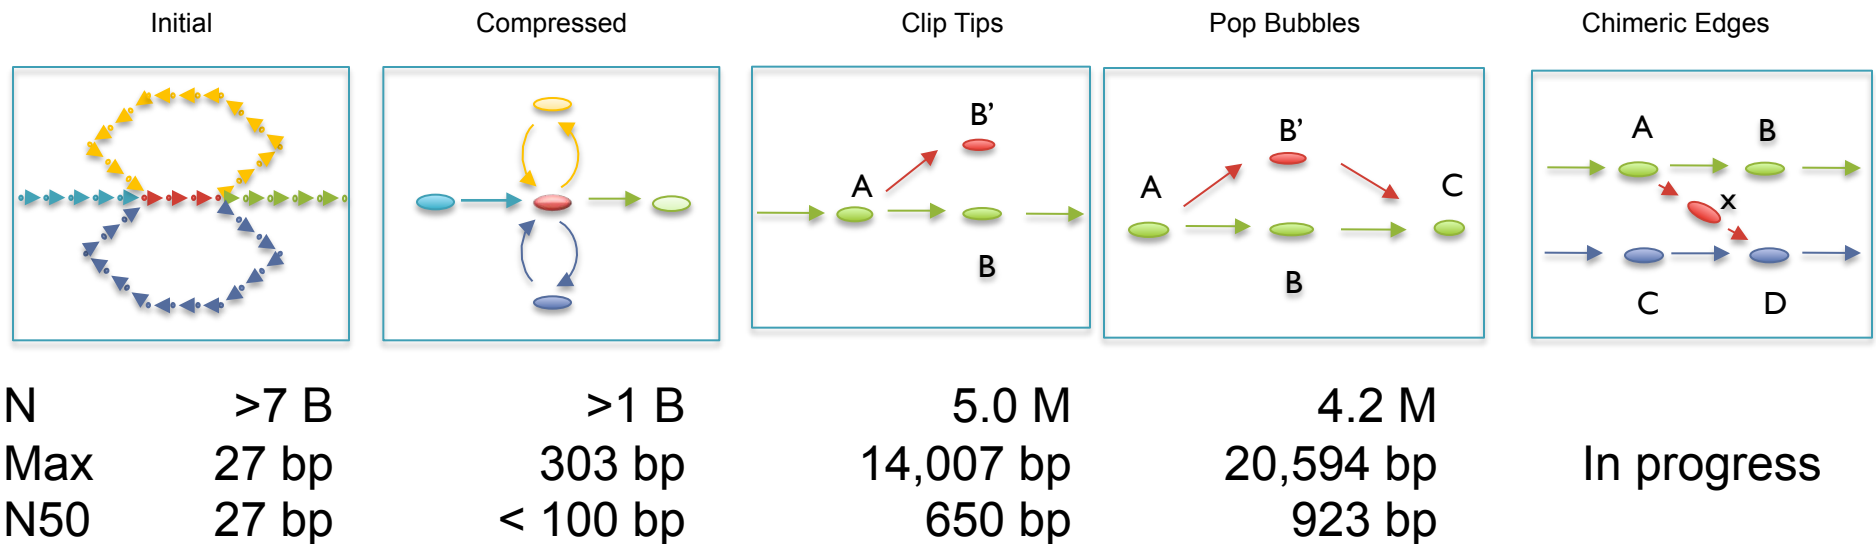 Initial
Compressed
Clip Tips
Pop Bubbles
Chimeric Edges
B’
A
B
B’
A
C
B
A
B
x
C
D
N >7 B >1 B 5.0 M 4.2 M
Max 27 bp 303 bp 14,007 bp 20,594 bp In progress
N50 27 bp < 100 bp 650 bp 923 bp